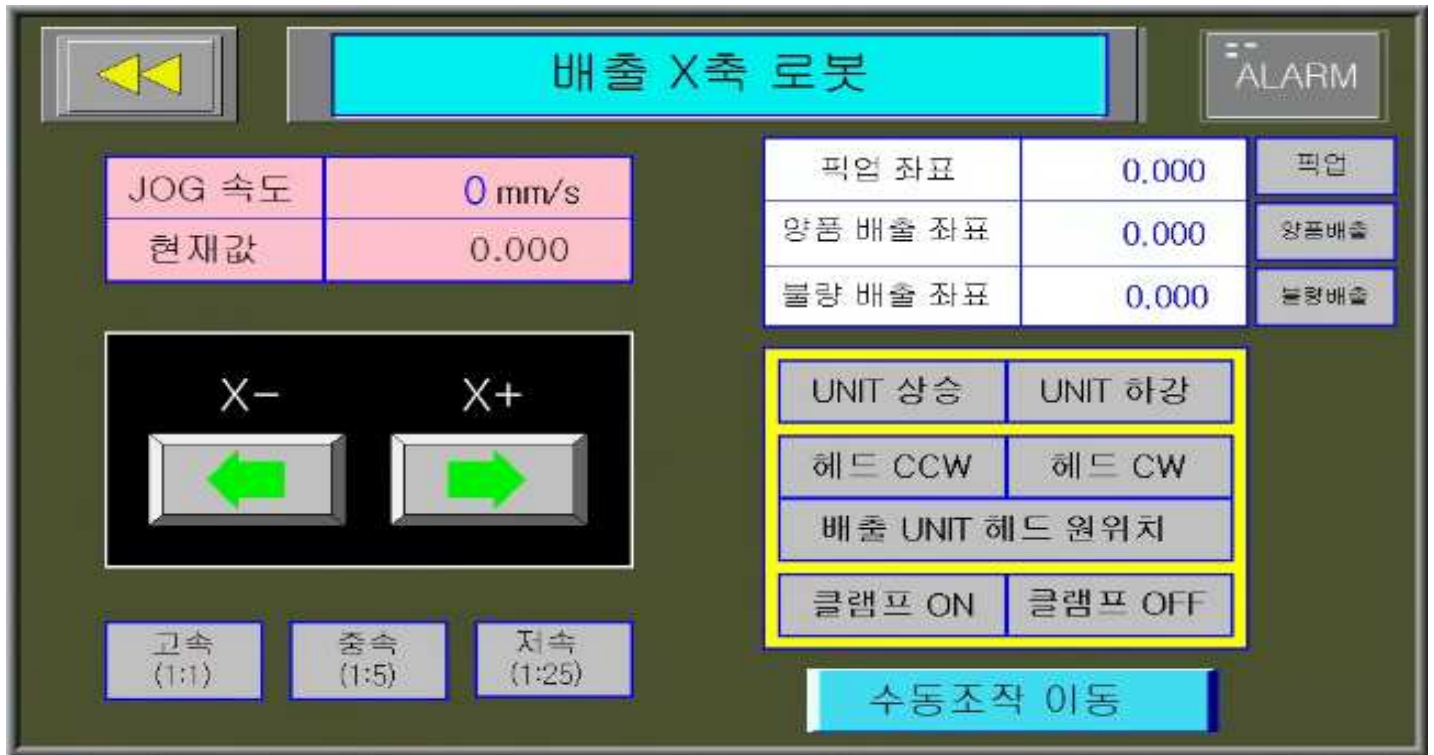 배출 X축 로봇
ALARM
JOG 속도 0 mm/s
현재값 0.000
픽업 좌표 0.000 픽업
양품 배출 좌표 0.000 양품배출
불량 배출 좌표 0.000 불량배출
X- X+
UNIT 상승 UNIT 하강
헤드 CCW 헤드 CW
배출 UNIT 헤드 원위치
클램프 ON 클램프 OFF
고속
(1:1)
중속
(1:5)
저속
(1:25)
수동조작 이동